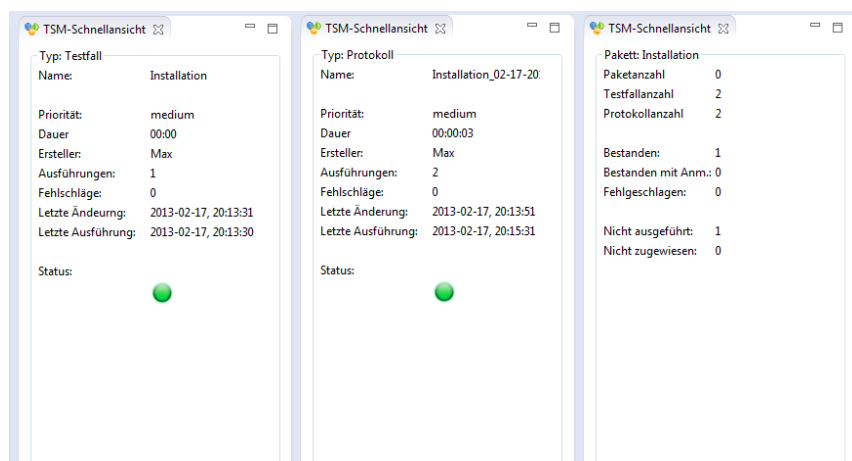 TSM-Schnellansicht
Typ: Testfall
Name: Installation
Priorität: medium
Dauer 00:00
Ersteller: Max
Ausführungen: 1
Fehlschläge: 0
Letzte Ändeurng: 2013-02-17, 20:13:31
Letzte Ausführung: 2013-02-17, 20:13:30
Status:
TSM-Schnellansicht
Typ: Protokoll
Name: Installation_02-17-20:
Priorität: medium
Dauer 00:00:03
Ersteller: Max
Ausführungen: 2
Fehlschläge: 0
Letzte Änderung: 2013-02-17, 20:13:51
Letzte Ausführung: 2013-02-17, 20:15:31
Status:
TSM-Schnellansicht
Pakett: Installation
Paketanzahl 0
Testfallanzahl 2
Protokollanzahl 2
Bestanden: 1
Bestanden mit Anm.: 0
Fehlgeschlagen: 0
Nicht ausgeführt: 1
Nicht zugewiesen: 0